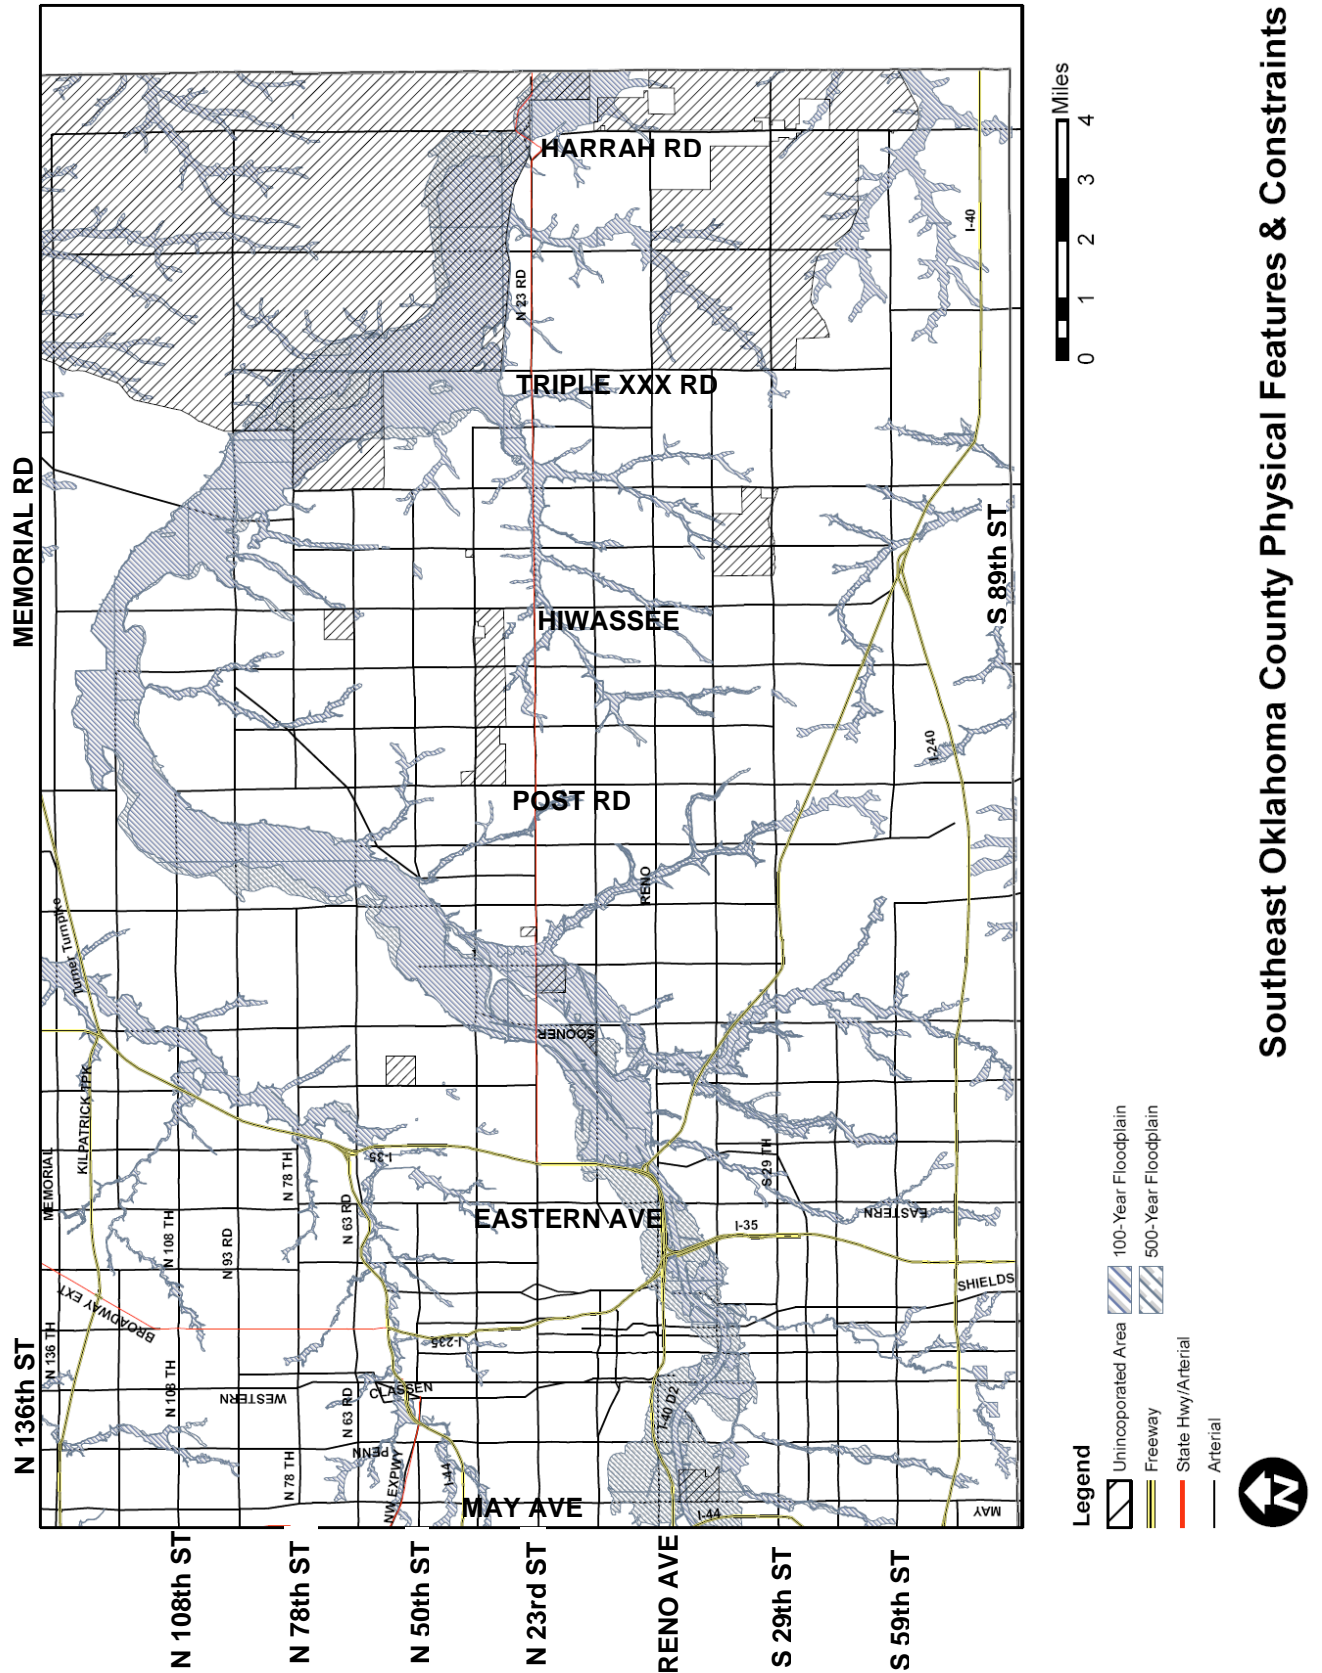 Southeast Oklahoma County Physical Features & Constraints
N 136th ST
MEMORIAL RD
N 108th ST
N 78th ST
N 50th ST
N 23rd ST
RENO AVE
S 29th ST
S 59th ST
S 89th ST
MAY AVE
EASTERN AVE
POST RD
HIWASSEE
TRIPLE XXX RD
HARRAH RD
N 136 TH
MEMORIAL
KILPATRICK TPK
Turner Turnpike
BROADWAY EXT
N 108 TH
N 108 TH
N 93 RD
WESTERN
N 78 TH
N 78 TH
N 63 RD
N 63 RD
PENN
CLASSEN
NW EXPWY
I-44
I-235
I-35
N 23 RD
SOONER
RENO
I-40 D2
I-44
I-35
S 29 TH
EASTERN
SHIELDS
MAY
I-240
I-40
Legend
Unincoporated Area
Freeway
State Hwy/Arterial
Arterial
100-Year Floodplain
500-Year Floodplain
N
0 1 2 3 4
Miles